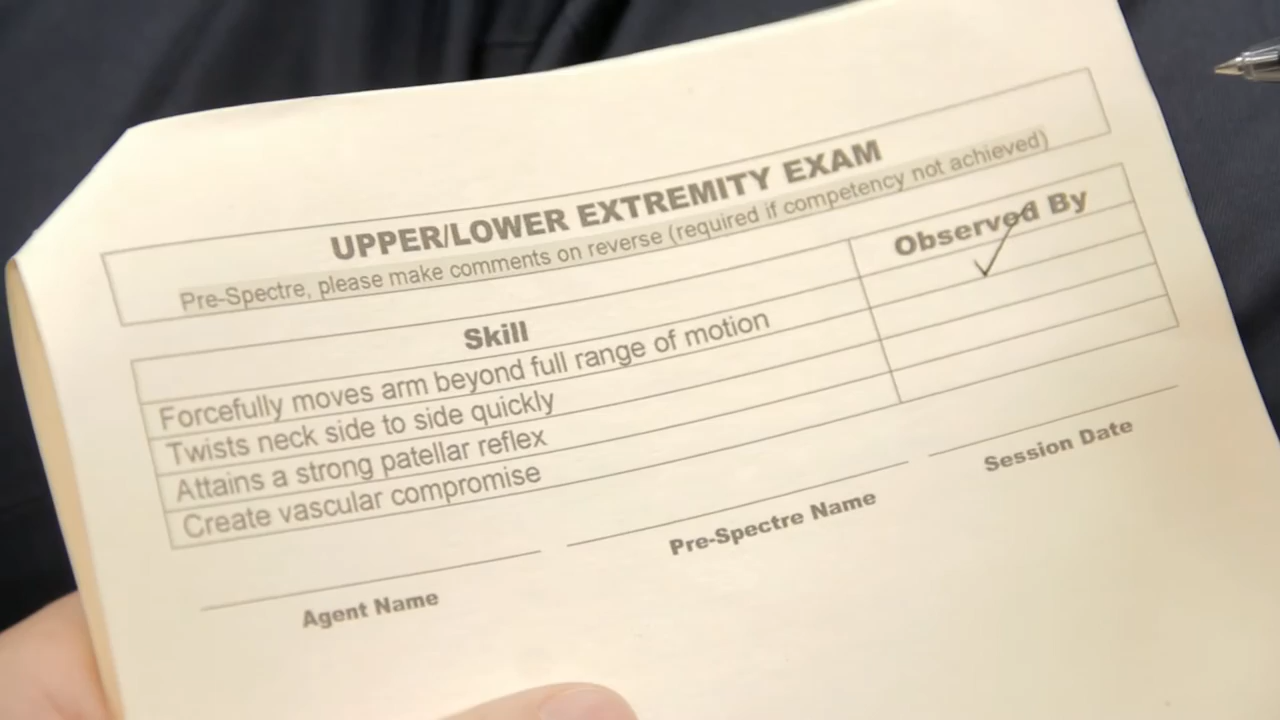 UPPER/LOWER EXTREMITY EXAM
Pre-Spectre, please make comments on reverse (required if competency not achieved)
Skill
Observed By
Forcefully moves arm beyond full range of motion
Twists neck side to side quickly
Attains a strong patellar reflex
Create vascular compromise
Agent Name
Pre-Spectre Name
Session Date